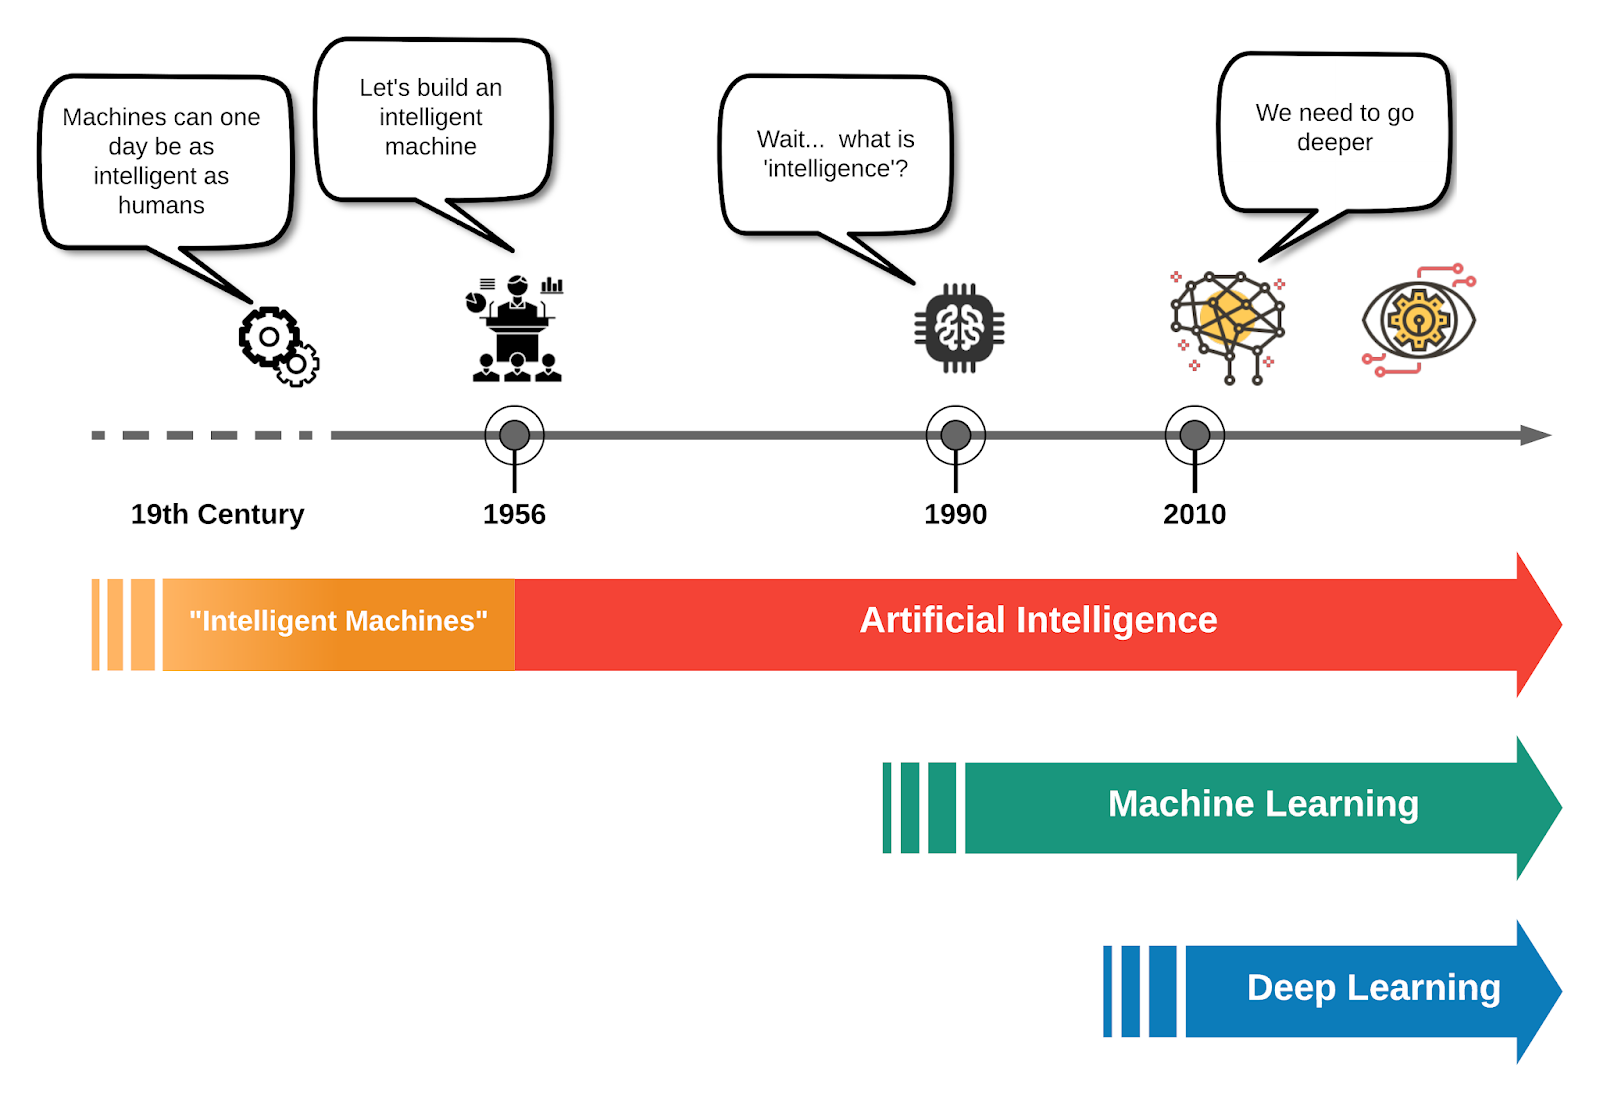 Machines can one
day be as
intelligent as
humans
Let's build an
intelligent
machine
Wait...  what is
'intelligence'?
We need to go
deeper
19th Century
1956
1990
2010
"Intelligent Machines"
Artificial Intelligence
Machine Learning
Deep Learning